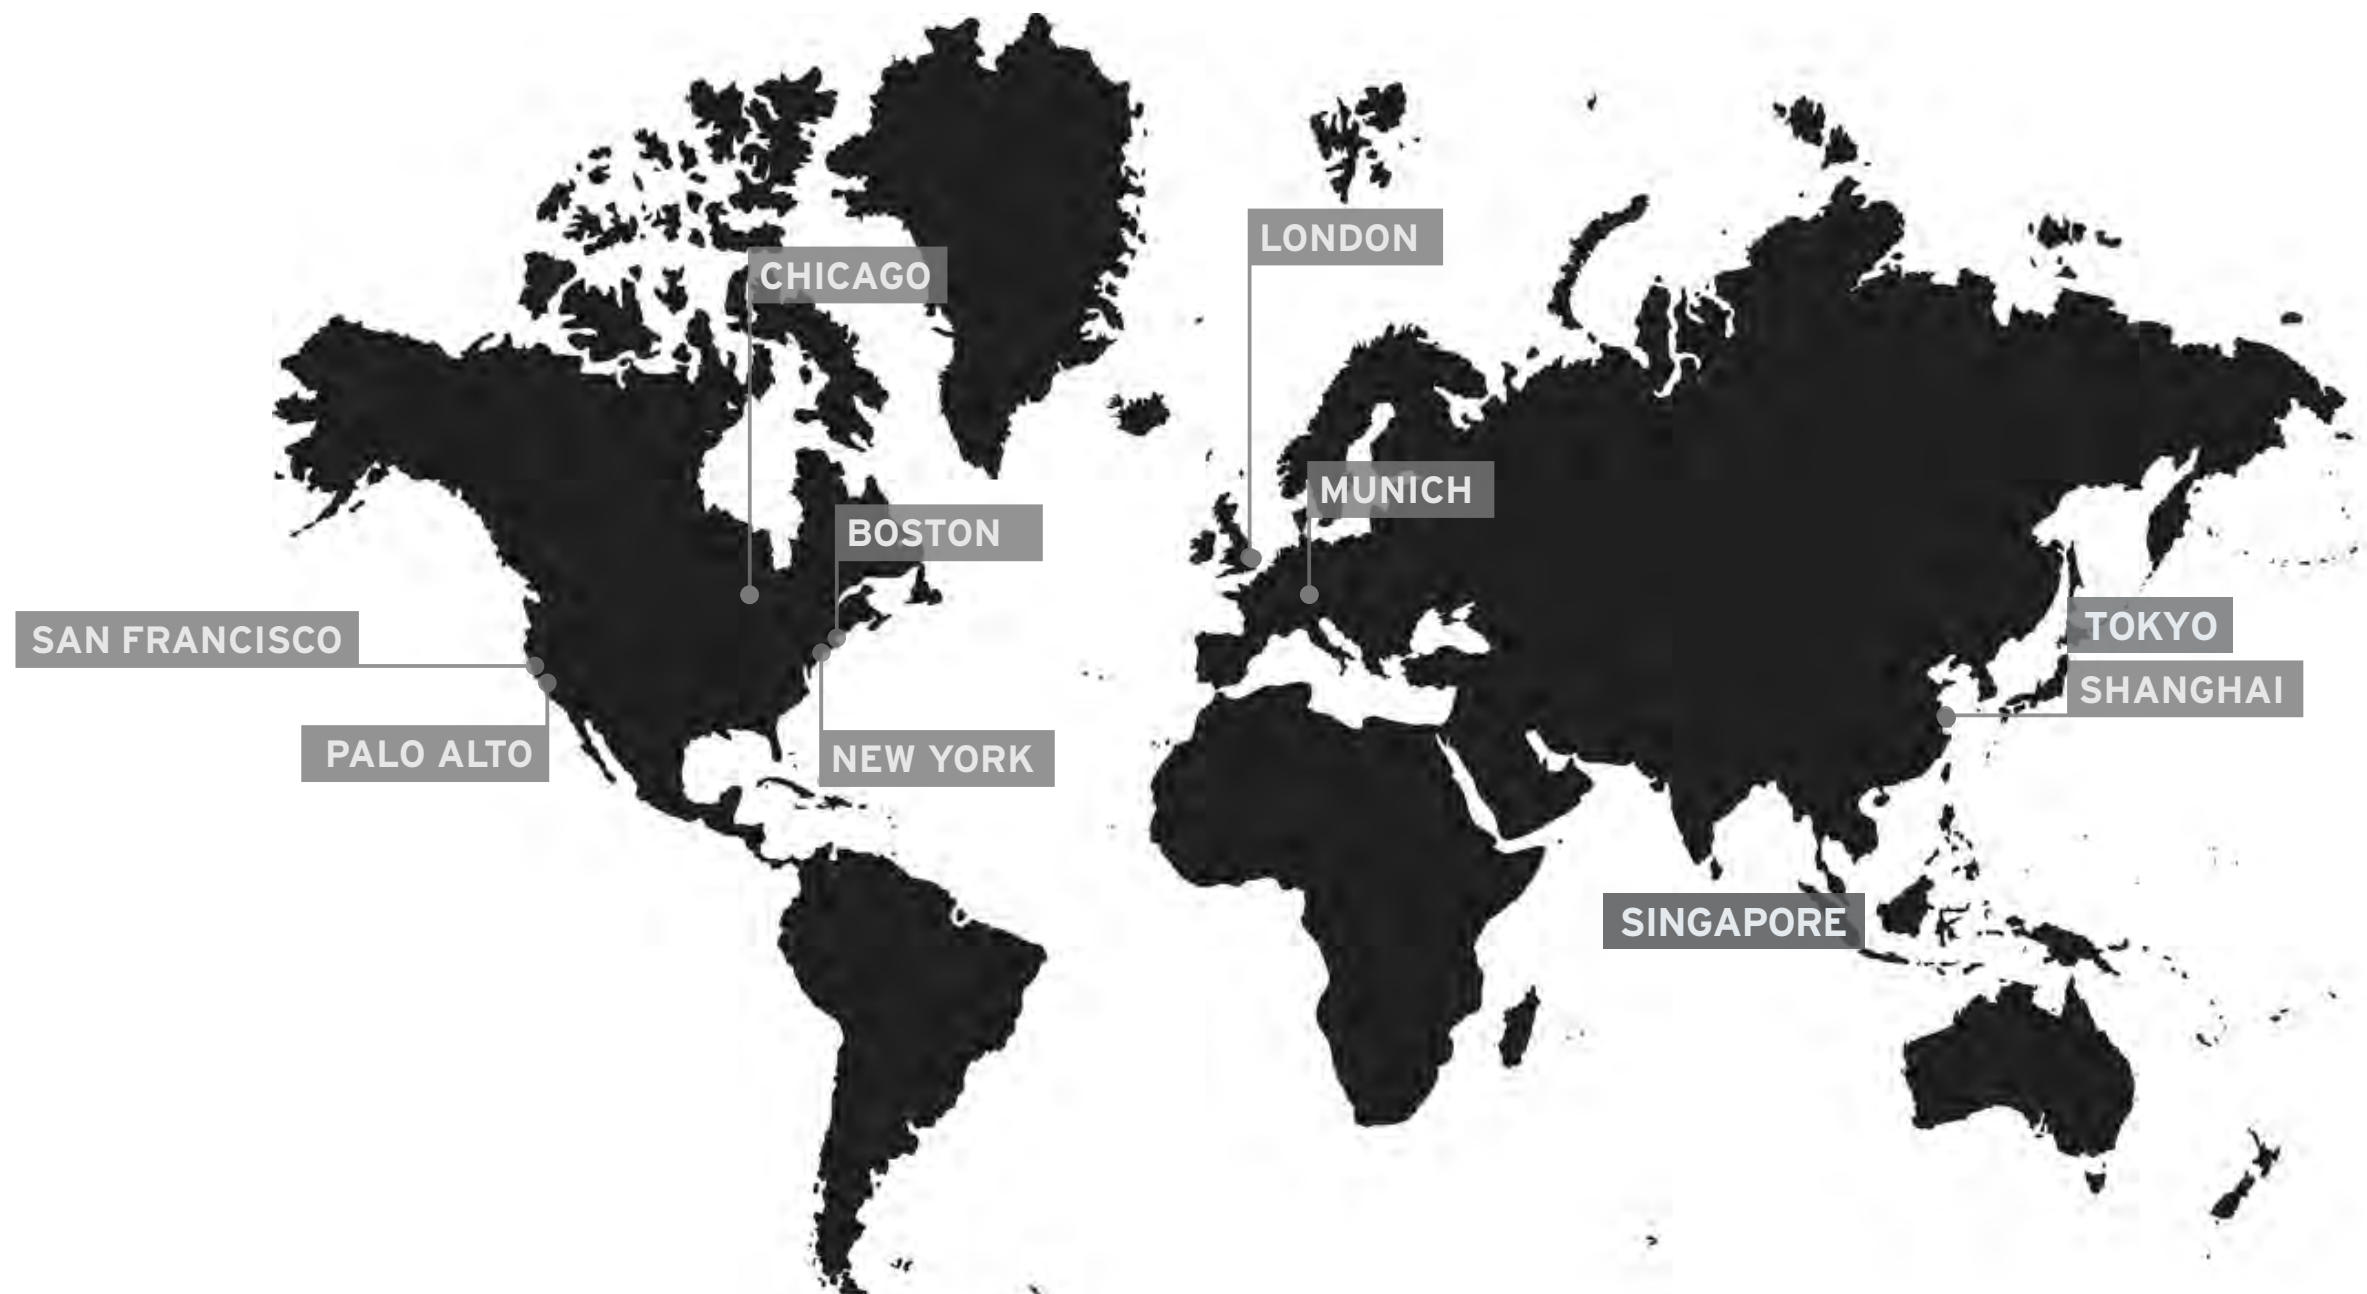 LONDON
CHICAGO
MUNICH
BOSTON
TOKYO
SAN FRANCISCO
SHANGHAI
PALO ALTO
NEW YORK
SINGAPORE